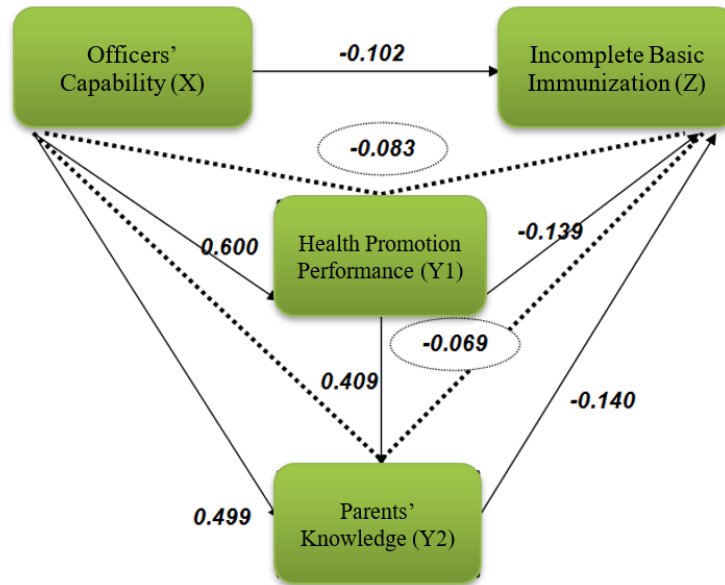 Officers’
Capability (X)
-0.102
Incomplete Basic
Immunization (Z)
-0.083
0.600
Health Promotion
Performance (Y1)
-0.139
-0.069
0.409
-0.140
0.499
Parents’
Knowledge (Y2)